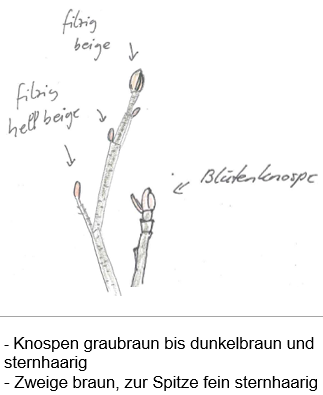 filzig
beige
filzig
hell beige
Blütenknospe
- Knospen graubraun bis dunkelbraun und
sternhaarig
- Zweige braun, zur Spitze fein sternhaarig